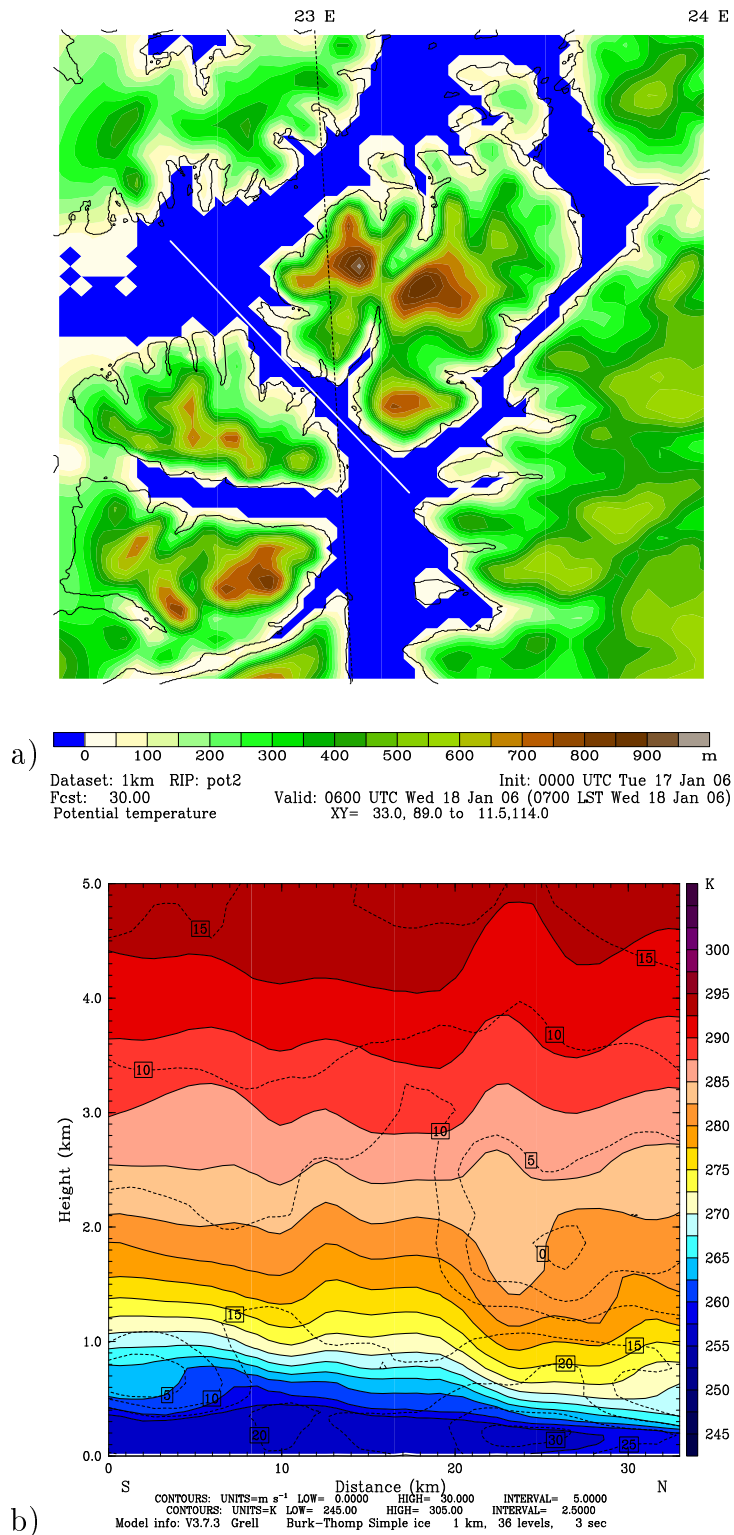 23 E 24 E
a)
0 100 200 300 400 500 600 700 800 900 m
Dataset: 1km RIP: pot2 Init: 0000 UTC Tue 17 Jan 06
Fcst: 30.00 Valid: 0600 UTC Wed 18 Jan 06 (0700 LST Wed 18 Jan 06)
Potential temperature XY= 33.0, 89.0 to 11.5,114.0
5.0 K
15
15
300
4.0 295
10
290
10
285
3.0
10
5
280
Height (km)
275
2.0
270
0
265
15
1.0 15
20
260
5 10
255
250
20 30 25
245
0.0
0 10 20 30
S Distance (km) N
CONTOURS: UNITS=m s⁻¹ LOW= 0.0000 HIGH= 30.000 INTERVAL= 5.0000
CONTOURS: UNITS=K LOW= 245.00 HIGH= 305.00 INTERVAL= 2.5000
Model info: V3.7.3 Grell Burk-Thomp Simple ice 1 km, 36 levels, 3 sec
b)